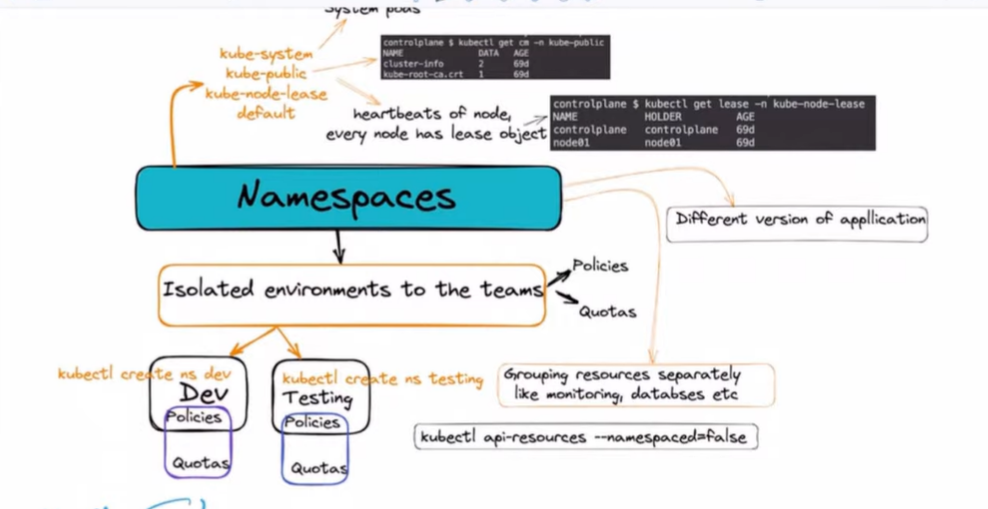 system pods
kube-system
kube-public
kube-node-lease
default
controlplane $ kubectl get cm -n kube-public
NAME DATA AGE
cluster-info 2 69d
kube-root-ca.crt 1 69d
heartbeats of node,
every node has lease object
controlplane $ kubectl get lease -n kube-node-lease
NAME HOLDER AGE
controlplane controlplane 69d
node01 node01 69d
Namespaces
Different version of appllication
Isolated environments to the teams
Policies
Quotas
kubectl create ns dev
Dev
Policies
Quotas
kubectl create ns testing
Testing
Policies
Quotas
Grouping resources separately
like monitoring, databses etc
kubectl api-resources --namespaced=false